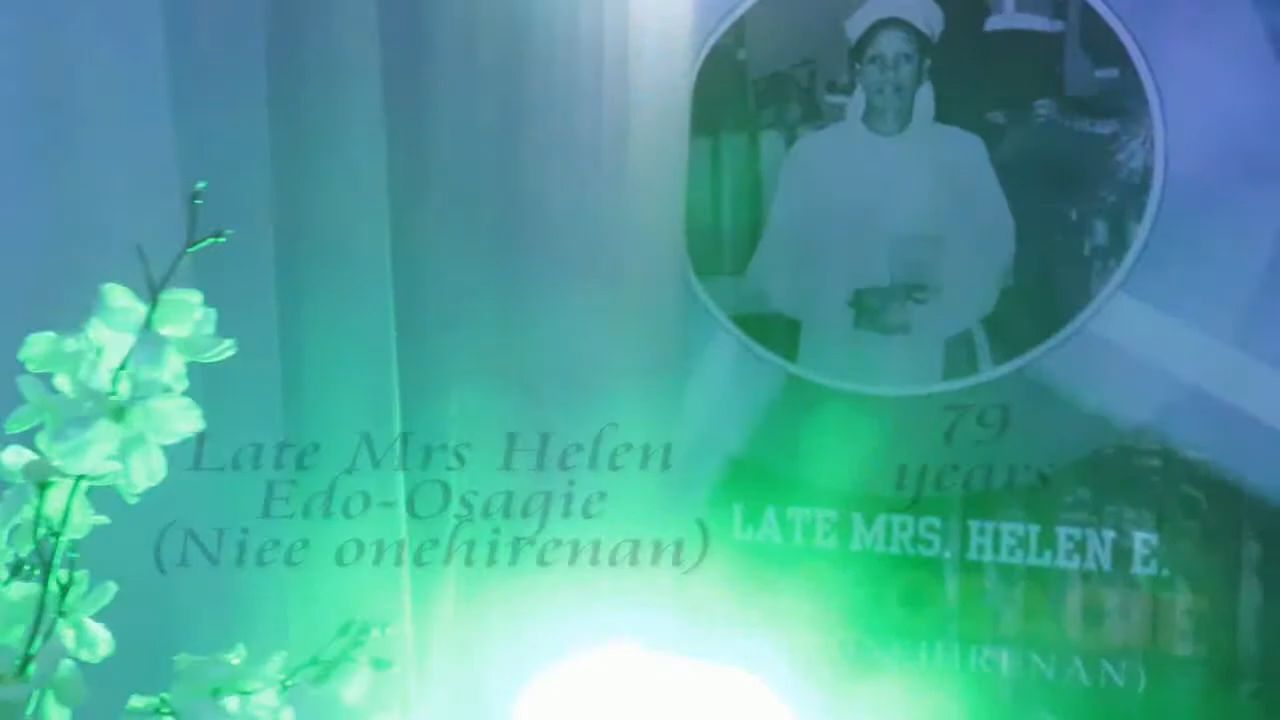 Late Mrs Helen
Edo-Osagie
(Niee onehirenan)
79
years
LATE MRS. HELEN E.